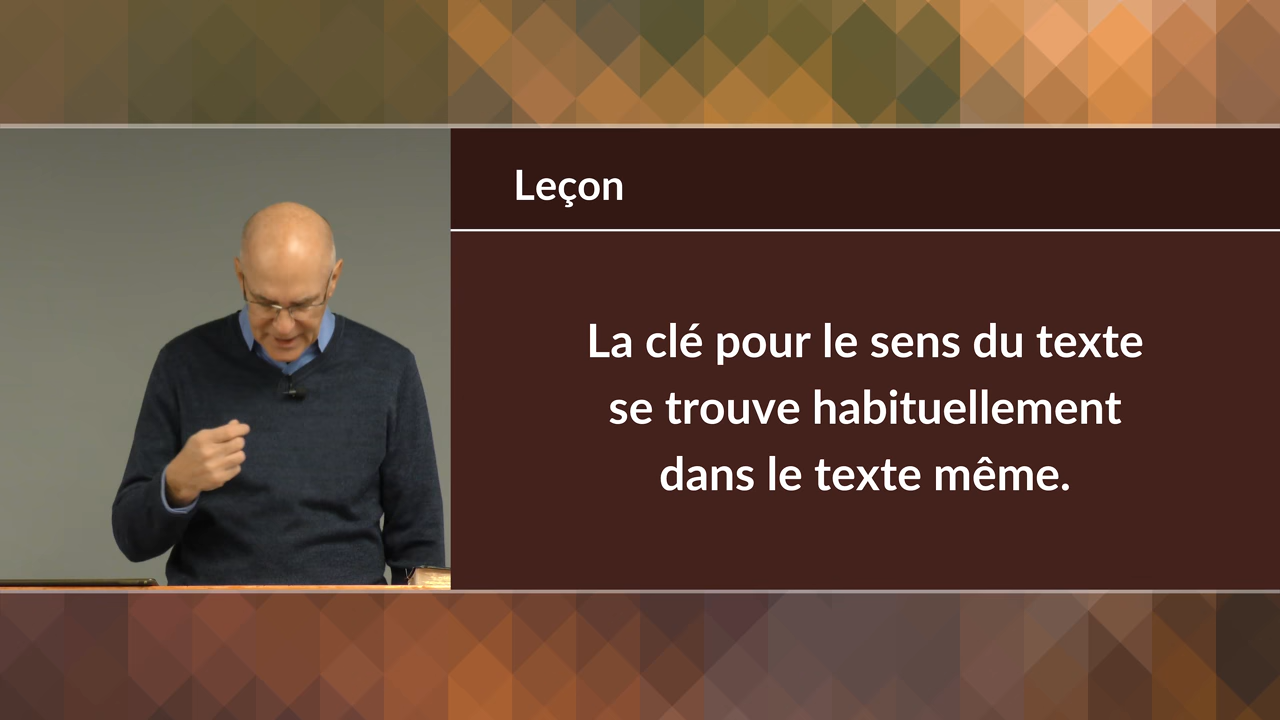 Leçon
La clé pour le sens du texte
se trouve habituellement
dans le texte même.